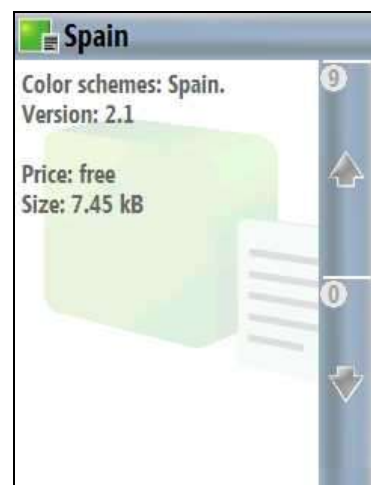 Spain
Color schemes: Spain.
Version: 2.1
Price: free
Size: 7.45 kB
9
0